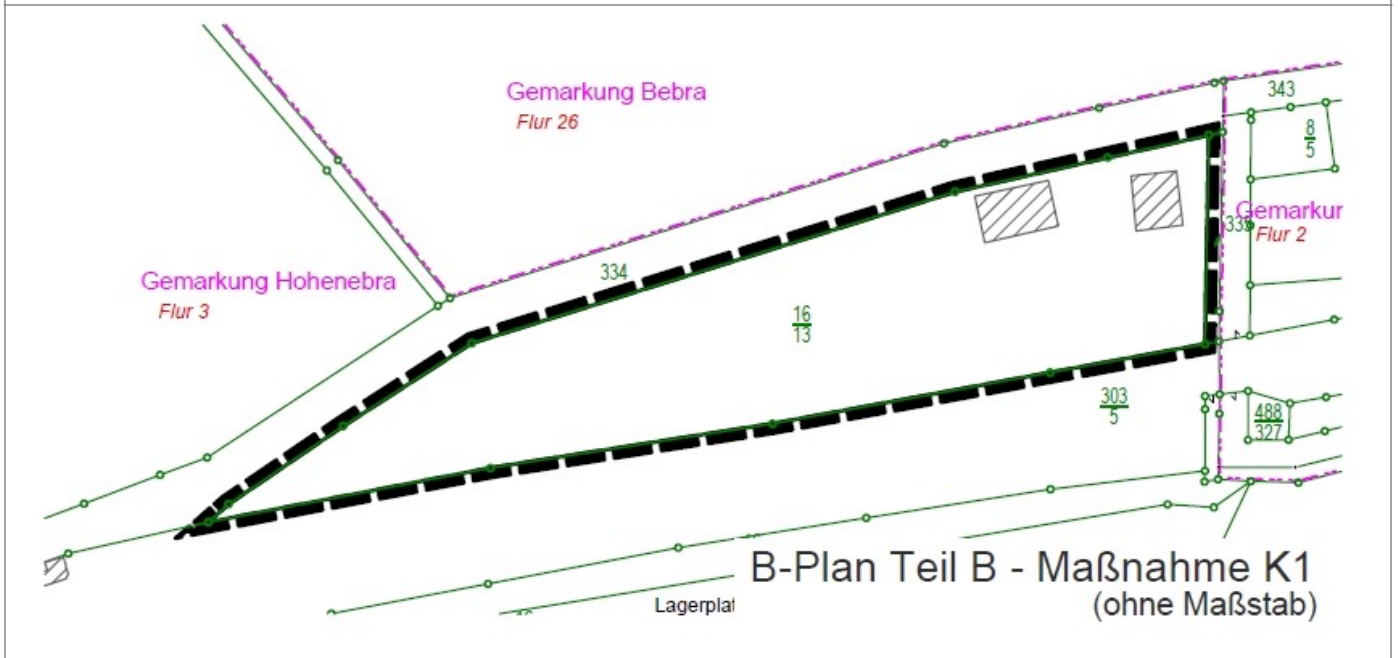 343
Gemarkung Bebra
Flur 26
8
5
Gemarkur
Flur 2
334
Gemarkung Hohenebra
Flur 3
16
13
303
5
488
327
B-Plan Teil B - Maßnahme K1
(ohne Maßstab)
Lagerplat